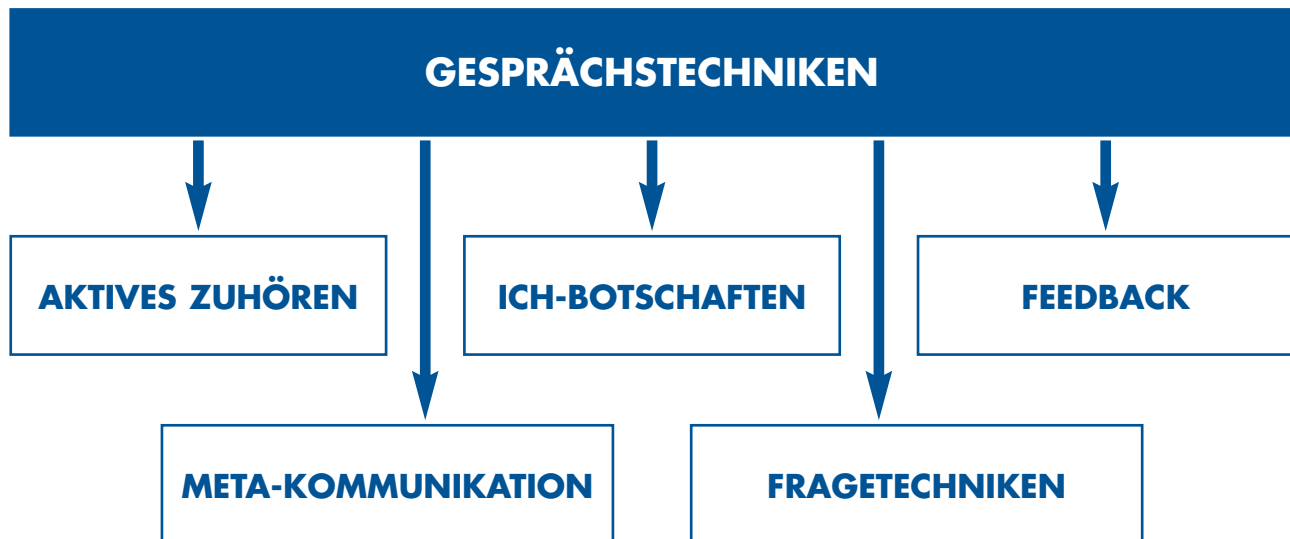 GESPRÄCHSTECHNIKEN
AKTIVES ZUHÖREN
ICH-BOTSCHAFTEN
FEEDBACK
META-KOMMUNIKATION
FRAGETECHNIKEN